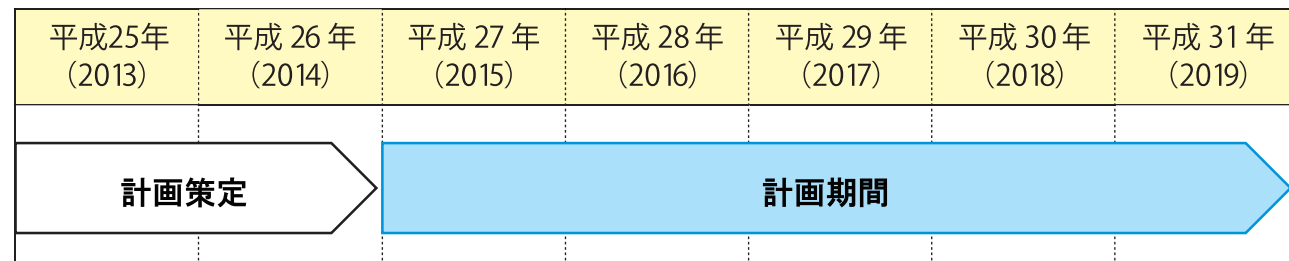 平成25年 平成 26 年 平成 27 年 平成 28 年 平成 29 年 平成 30 年 平成 31 年
（2013） （2014） （2015） （2016） （2017） （2018） （2019）
計画策定 計画期間